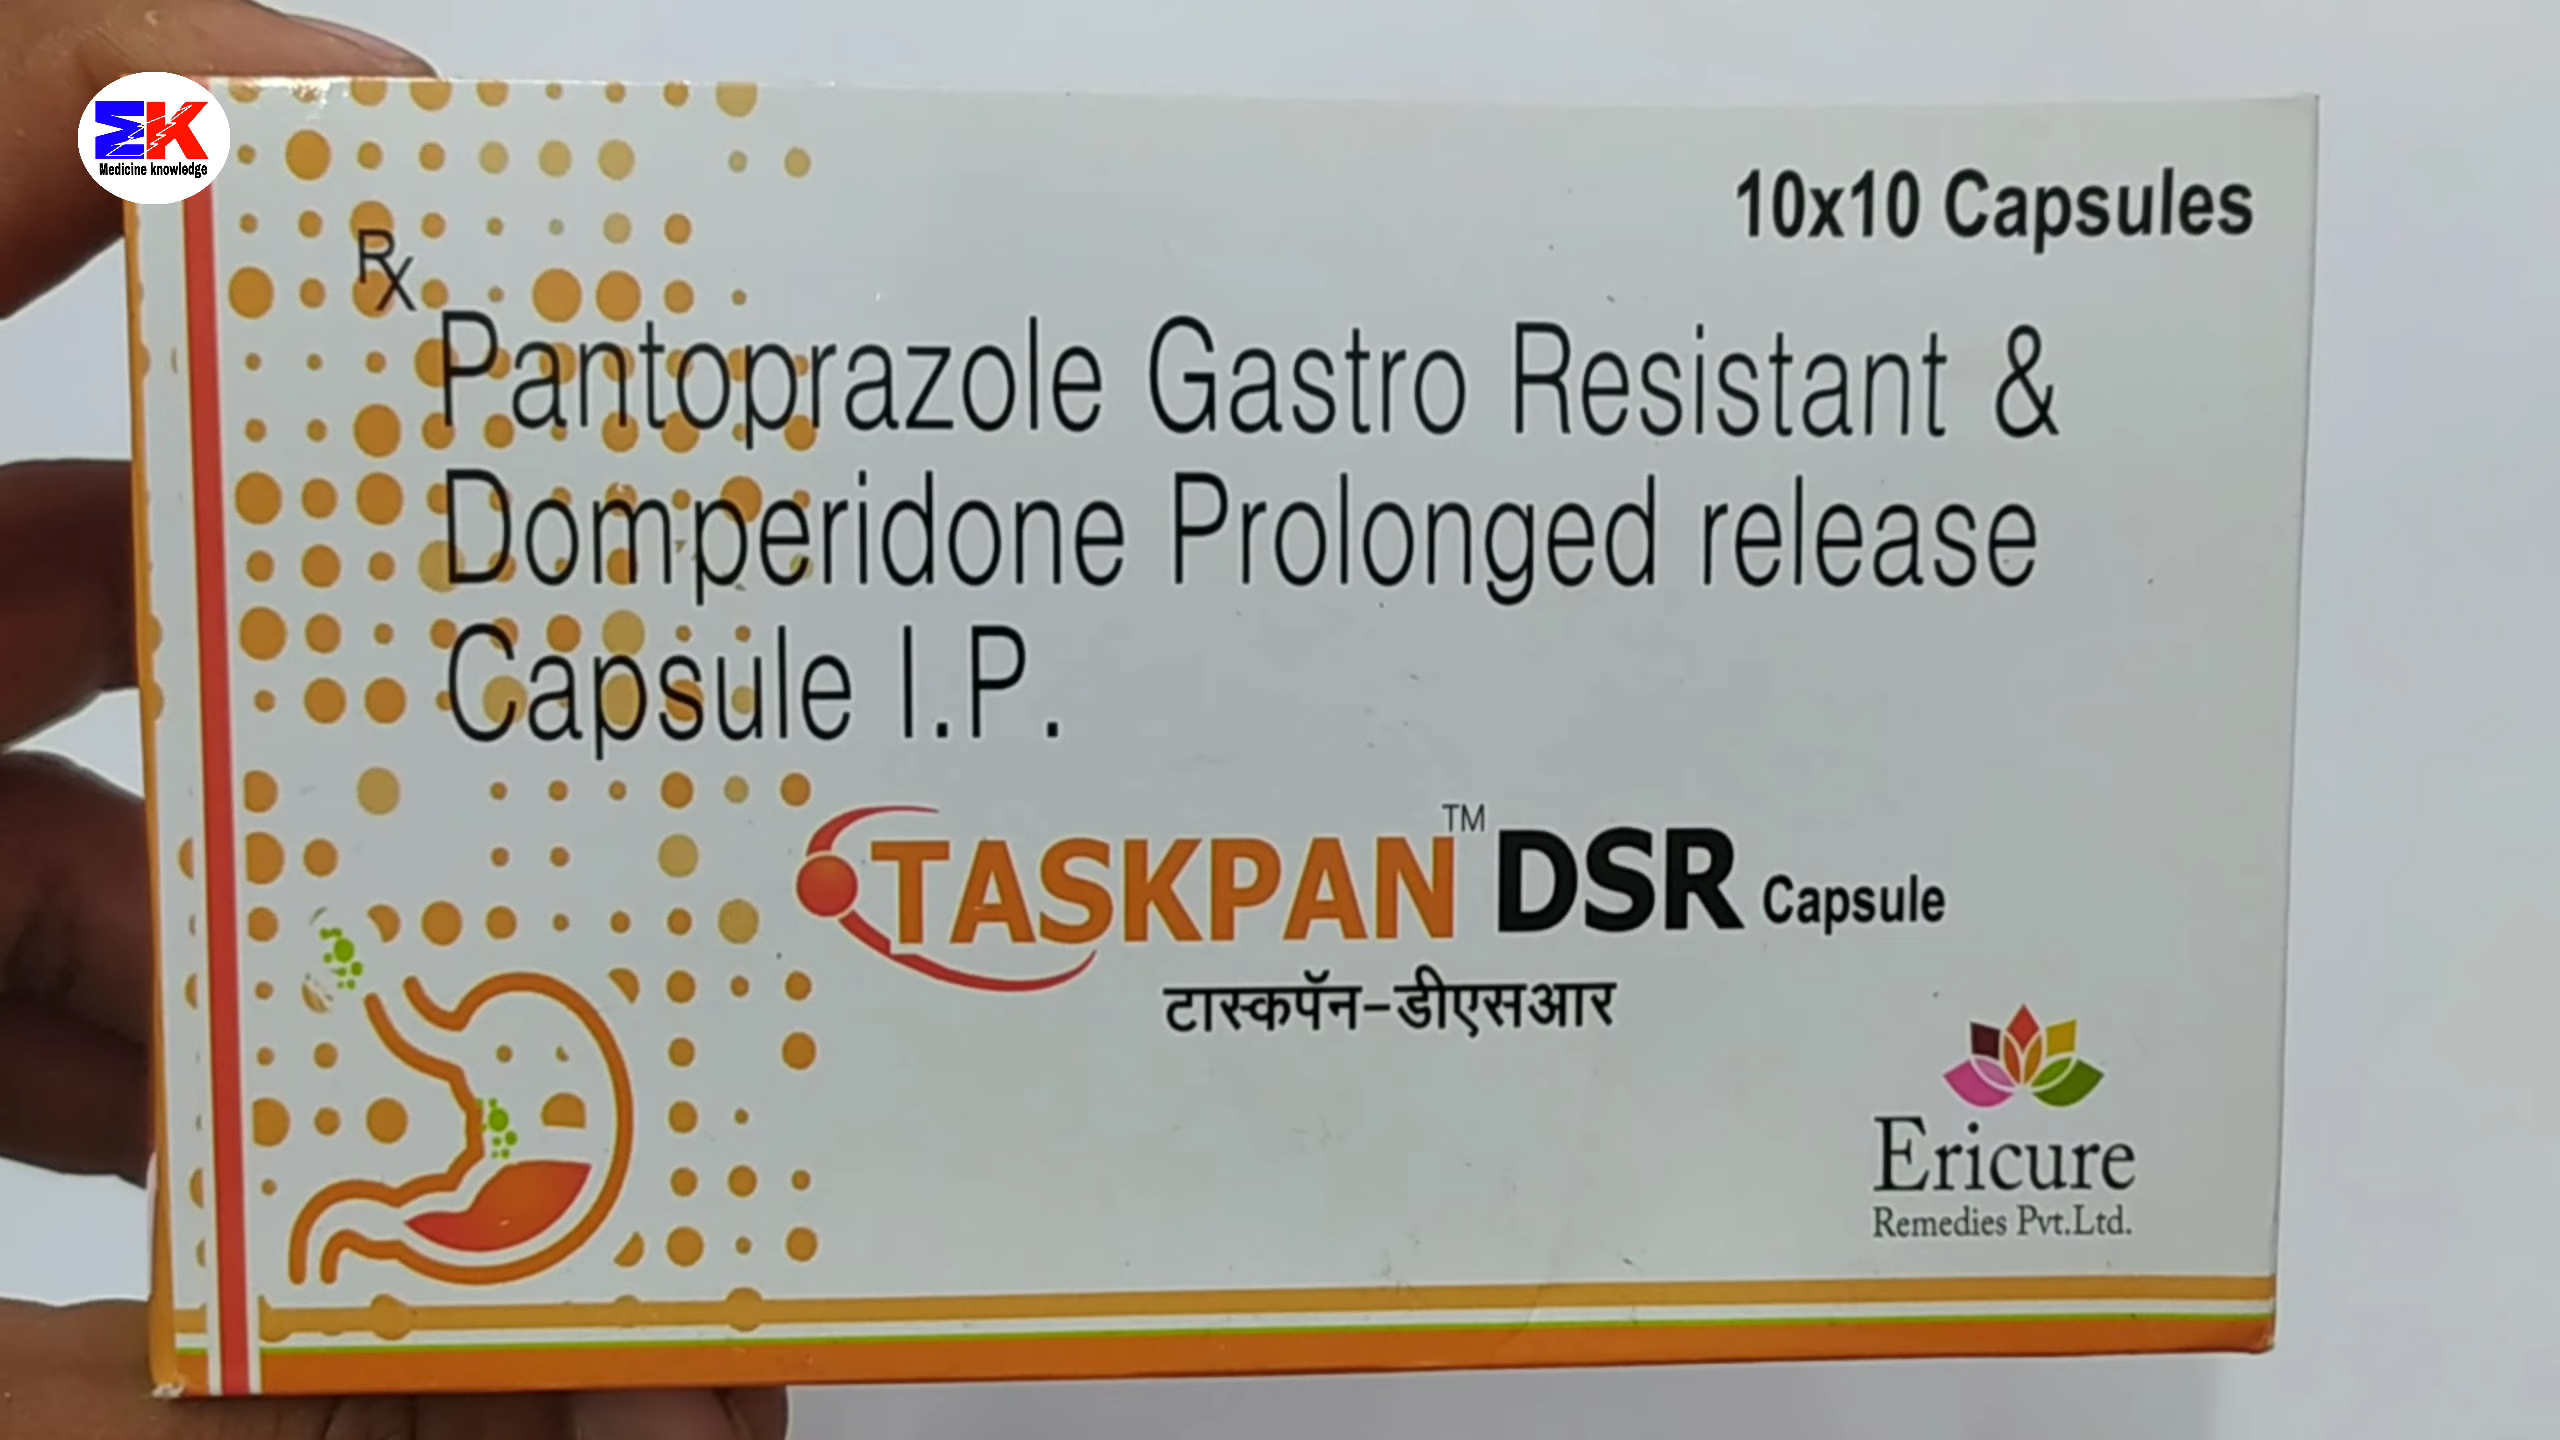 MK
Medicine knowledge
10x10 Capsules
Rx
Pantoprazole Gastro Resistant &
Domperidone Prolonged release
Capsule I.P.
TASKPAN™ DSR Capsule
टास्कपॅन-डीएसआर
Ericure
Remedies Pvt.Ltd.